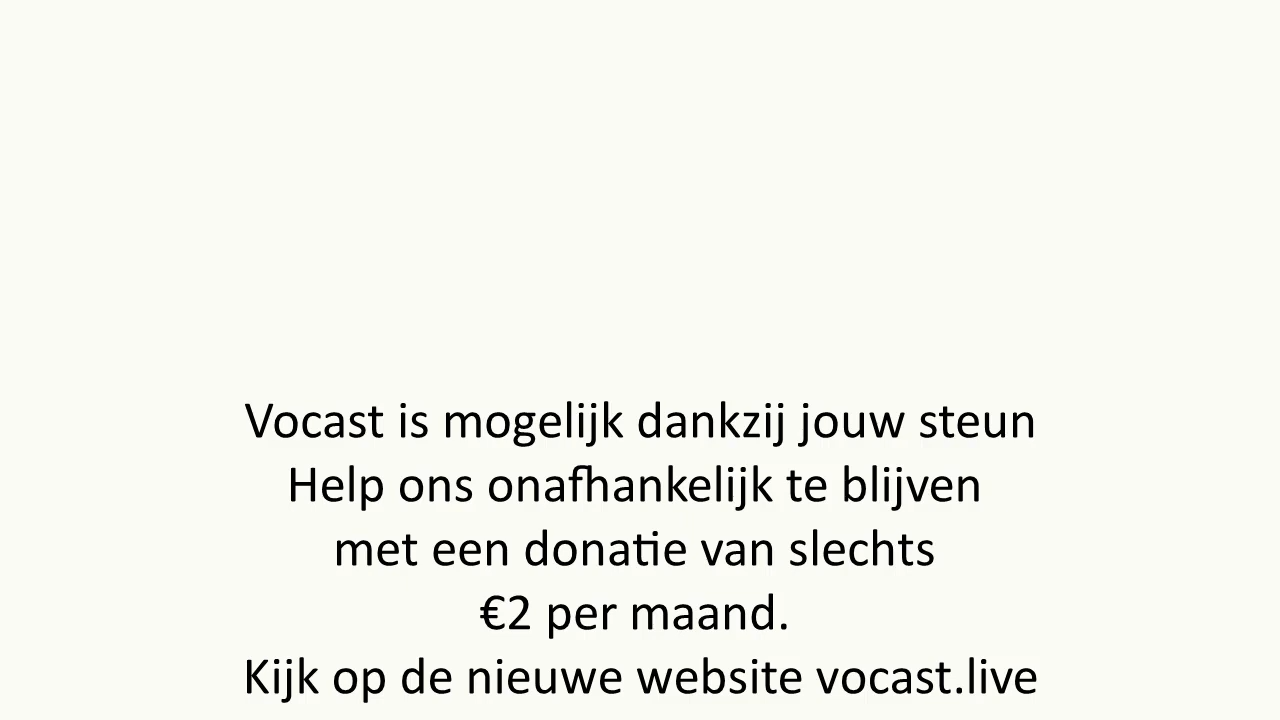 Vocast is mogelijk dankzij jouw steun
Help ons onafhankelijk te blijven
met een donatie van slechts
€2 per maand.
Kijk op de nieuwe website vocast.live